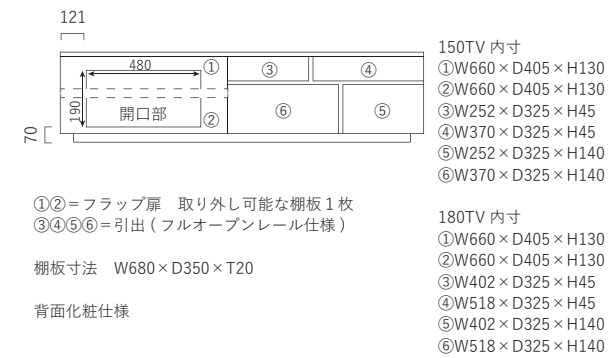 121
480
①
③
④
190
開口部
②
⑥
⑤
70
①②=フラップ扉　取り外し可能な棚板１枚
③④⑤⑥=引出 ( フルオープンレール仕様 )
棚板寸法　W680×D350×T20
背面化粧仕様
150TV 内寸
①W660×D405×H130
②W660×D405×H130
③W252×D325×H45
④W370×D325×H45
⑤W252×D325×H140
⑥W370×D325×H140
180TV 内寸
①W660×D405×H130
②W660×D405×H130
③W402×D325×H45
④W518×D325×H45
⑤W402×D325×H140
⑥W518×D325×H140